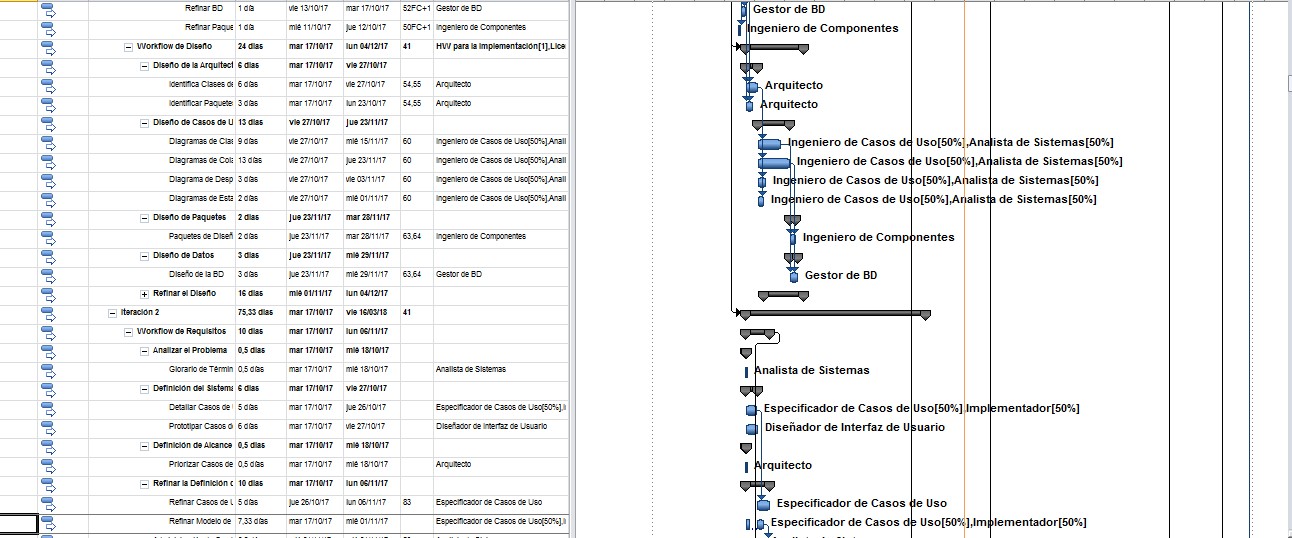 Refinar BD 1 día vie 13/10/17 mar 17/10/17 52FC+1 Gestor de BD Gestor de BD
Refinar Paque 1 día mié 11/10/17 jue 12/10/17 50FC+1 Ingeniero de Componentes Ingeniero de Componentes
Workflow de Diseño 24 días mar 17/10/17 lun 04/12/17 41 HW para la Implementación[1],Lice
Diseño de la Arquitect 6 días mar 17/10/17 vie 27/10/17
Identifica Clases de 6 días mar 17/10/17 vie 27/10/17 54,55 Arquitecto Arquitecto
Identificar Paquete 3 días mar 17/10/17 lun 23/10/17 54,55 Arquitecto Arquitecto
Diseño de Casos de U 13 días vie 27/10/17 jue 23/11/17
Diagramas de Clas 9 días vie 27/10/17 mié 15/11/17 60 Ingeniero de Casos de Uso[50%],Anali Ingeniero de Casos de Uso[50%],Analista de Sistemas[50%]
Diagramas de Cola 13 días vie 27/10/17 jue 23/11/17 60 Ingeniero de Casos de Uso[50%],Anali Ingeniero de Casos de Uso[50%],Analista de Sistemas[50%]
Diagrama de Desp 3 días vie 27/10/17 vie 03/11/17 60 Ingeniero de Casos de Uso[50%],Anali Ingeniero de Casos de Uso[50%],Analista de Sistemas[50%]
Diagramas de Esta 2 días vie 27/10/17 mié 01/11/17 60 Ingeniero de Casos de Uso[50%],Anali Ingeniero de Casos de Uso[50%],Analista de Sistemas[50%]
Diseño de Paquetes 2 días jue 23/11/17 mar 28/11/17
Paquetes de Diseñ 2 días jue 23/11/17 mar 28/11/17 63,64 Ingeniero de Componentes Ingeniero de Componentes
Diseño de Datos 3 días jue 23/11/17 mié 29/11/17
Diseño de la BD 3 días jue 23/11/17 mié 29/11/17 63,64 Gestor de BD Gestor de BD
Refinar el Diseño 16 días mié 01/11/17 lun 04/12/17
Iteración 2 75,33 días mar 17/10/17 vie 16/03/18 41
Workflow de Requisitos 10 días mar 17/10/17 lun 06/11/17
Analizar el Problema 0,5 días mar 17/10/17 mié 18/10/17
Glorario de Términ 0,5 días mar 17/10/17 mié 18/10/17 Analista de Sistemas Analista de Sistemas
Definición del Sistema 6 días mar 17/10/17 vie 27/10/17
Detallar Casos de 5 días mar 17/10/17 jue 26/10/17 Especificador de Casos de Uso[50%] Especificador de Casos de Uso[50%],Implementador[50%]
Prototipar Casos d 6 días mar 17/10/17 vie 27/10/17 Diseñador de Interfaz de Usuario Diseñador de Interfaz de Usuario
Definición de Alcance 0,5 días mar 17/10/17 mié 18/10/17
Priorizar Casos de 0,5 días mar 17/10/17 mié 18/10/17 Arquitecto Arquitecto
Refinar la Definición d 10 días mar 17/10/17 lun 06/11/17
Refinar Casos de U 5 días jue 26/10/17 lun 06/11/17 83 Especificador de Casos de Uso Especificador de Casos de Uso
Refinar Modelo de 7,33 días mar 17/10/17 mié 01/11/17 Especificador de Casos de Uso[50%] Especificador de Casos de Uso[50%],Implementador[50%]